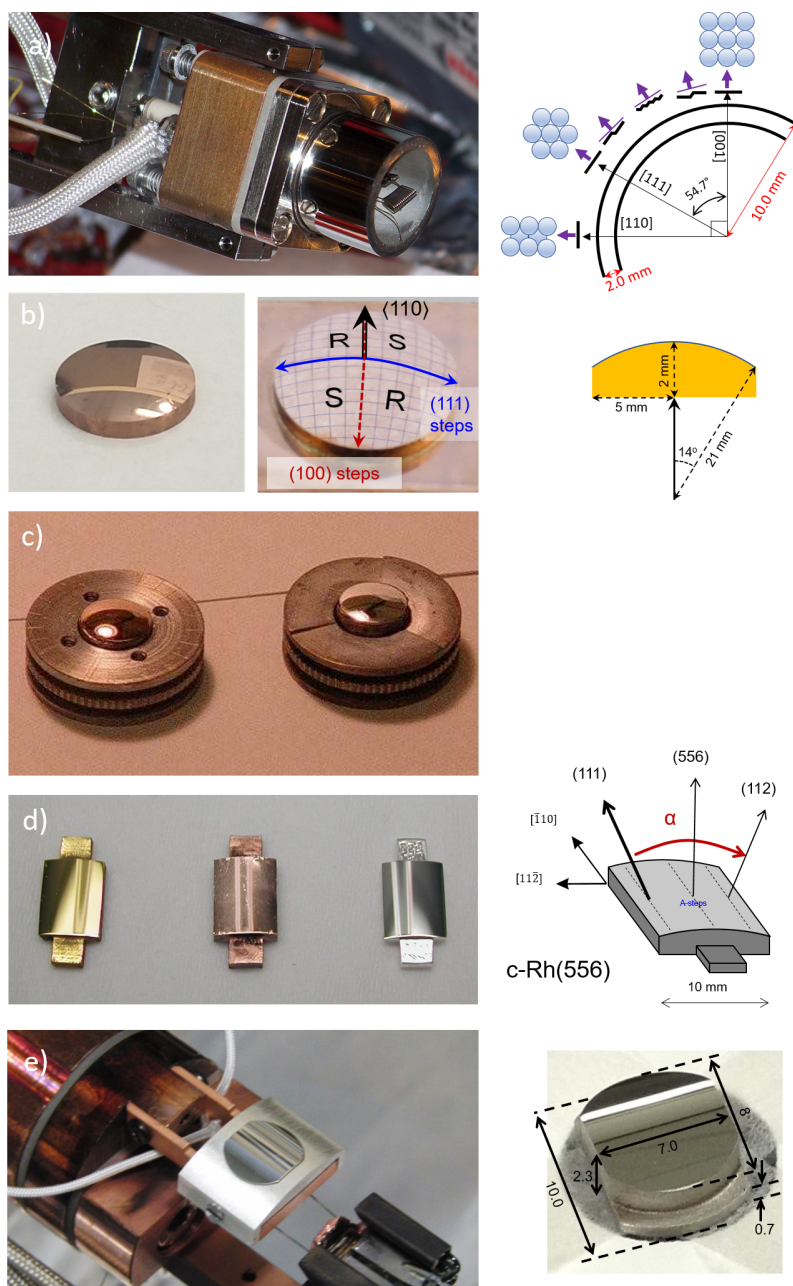 a)
[001]
[111]
54.7°
[110]
10.0 mm
2.0 mm
b)
⟨110⟩
R
S
S
R
(111)
steps
(100) steps
2 mm
5 mm
14°
21 mm
c)
d)
(556)
(111)
(112)
α
[1̅10]
[112̅]
A-steps
c-Rh(556)
10 mm
e)
8
7.0
2.3
10.0
0.7